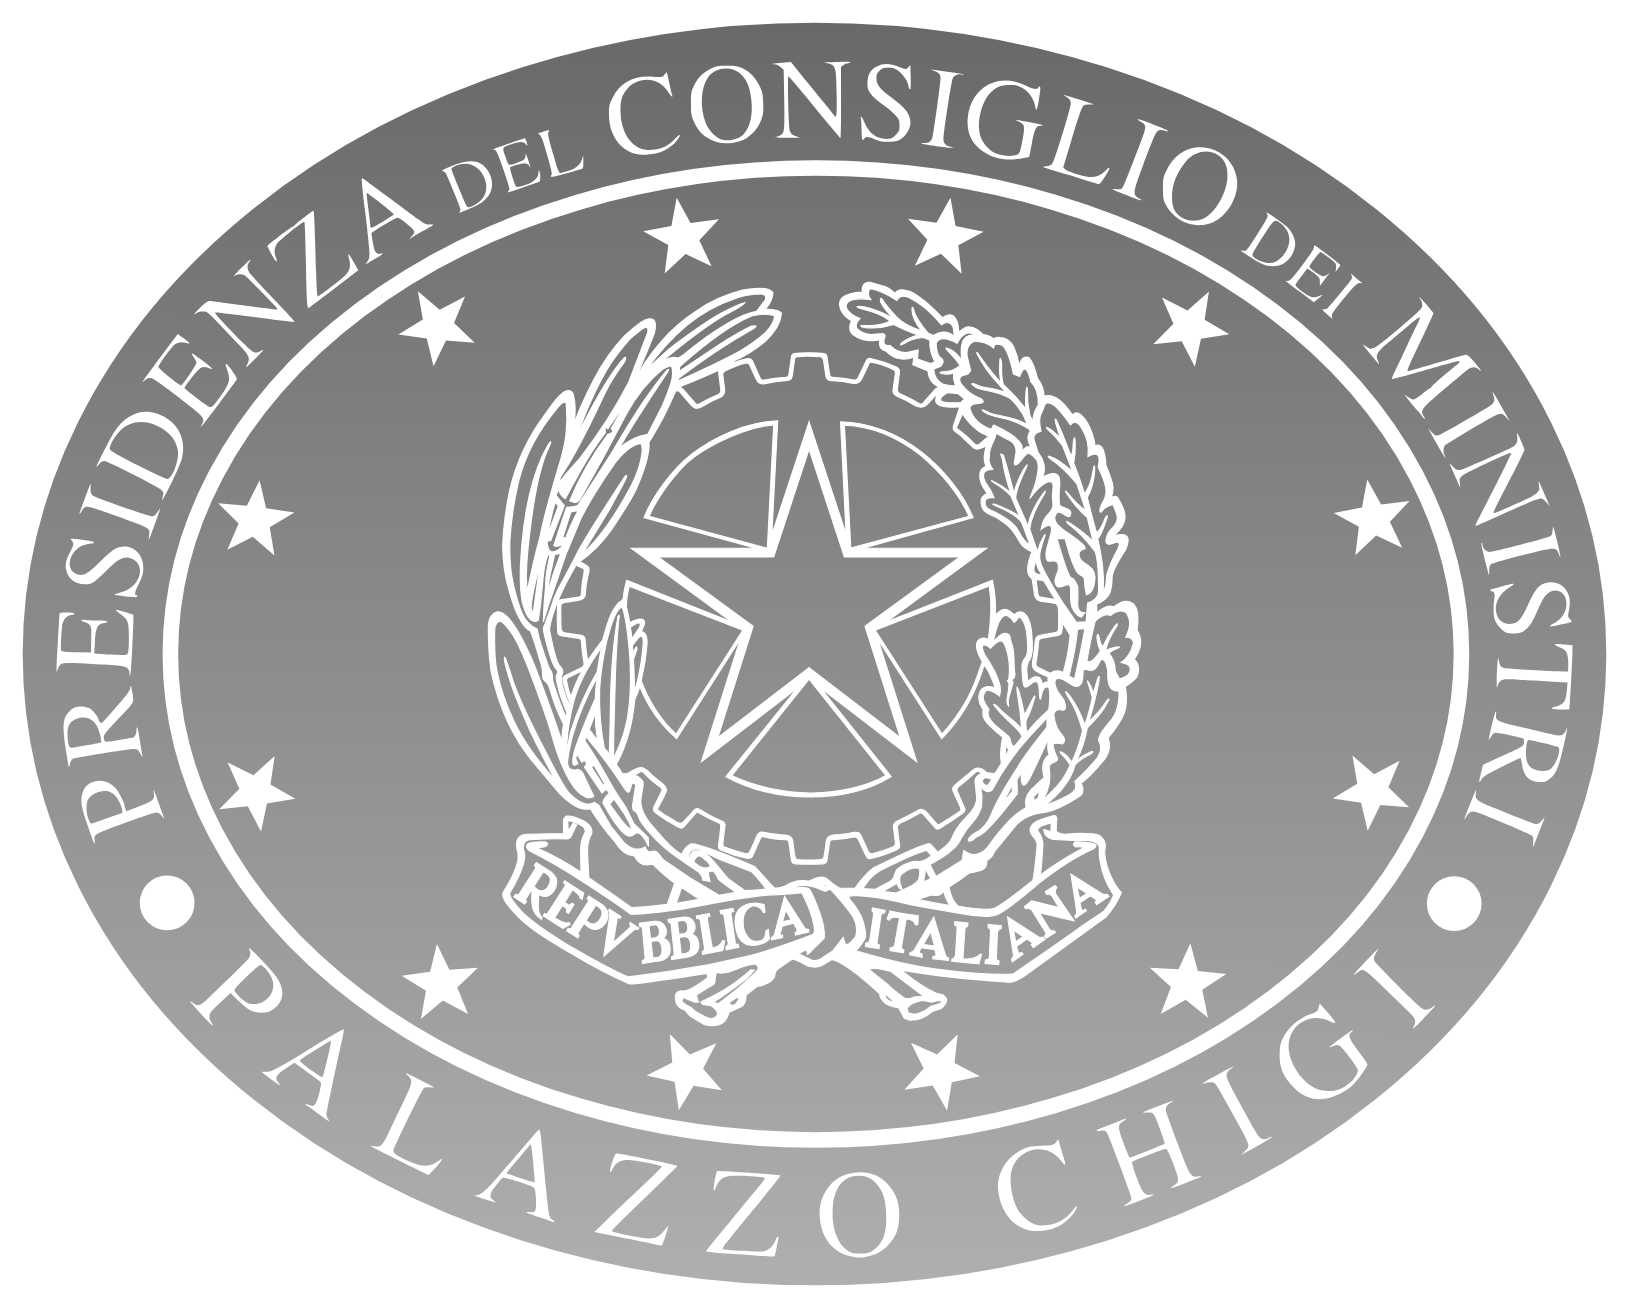 PRESIDENZA DEL CONSIGLIO DEI MINISTRI
REPVBBLICA ITALIANA
PALAZZO CHIGI